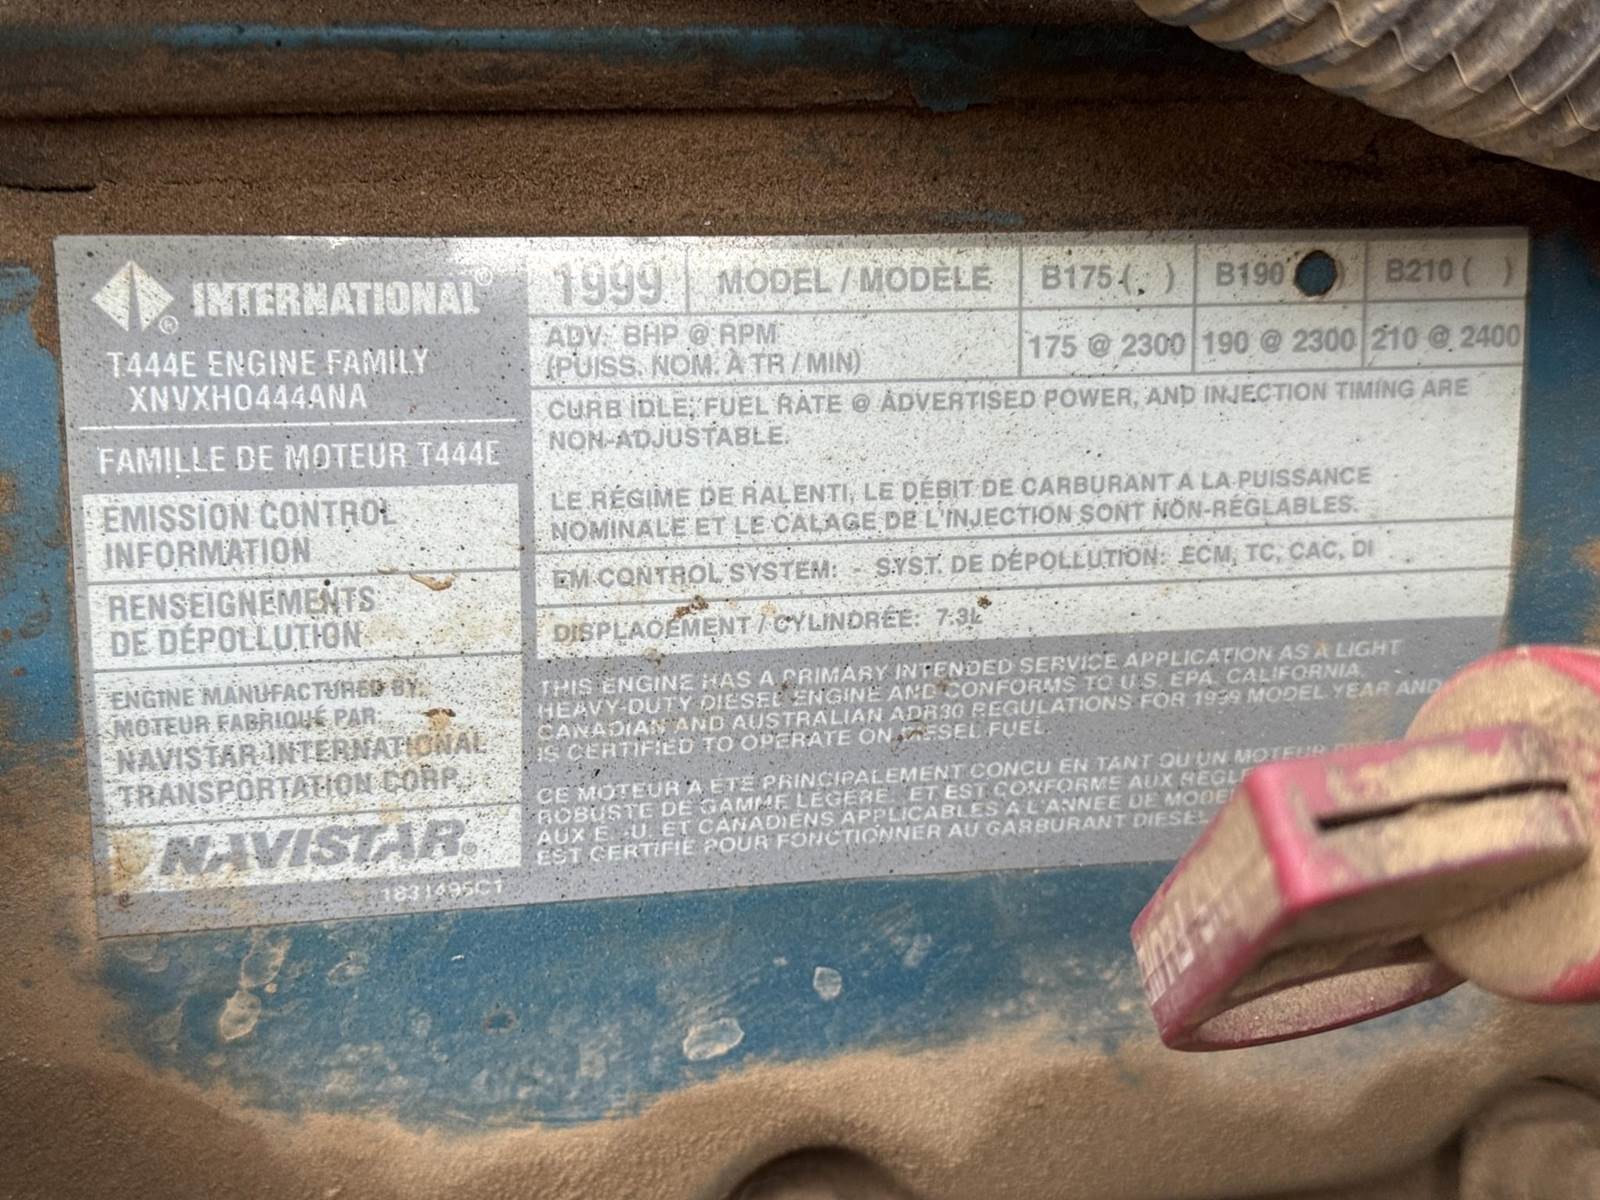 INTERNATIONAL®
T444E ENGINE FAMILY
XNVXH0444ANA
FAMILLE DE MOTEUR T444E
EMISSION CONTROL
INFORMATION
RENSEIGNEMENTS
DE DÉPOLLUTION
ENGINE MANUFACTURED BY:
MOTEUR FABRIQUÉ PAR:
NAVISTAR INTERNATIONAL
TRANSPORTATION CORP.
NAVISTAR®
1831495C1
1999 MODEL / MODÈLE B175 ( ) B190 ) B210 ( )
ADV. BHP @ RPM
(PUISS. NOM. À TR / MIN) 175 @ 2300 190 @ 2300 210 @ 2400
CURB IDLE, FUEL RATE @ ADVERTISED POWER, AND INJECTION TIMING ARE
NON-ADJUSTABLE.
LE RÉGIME DE RALENTI, LE DÉBIT DE CARBURANT A LA PUISSANCE
NOMINALE ET LE CALAGE DE L'INJECTION SONT NON-RÉGLABLES.
EM CONTROL SYSTEM: - SYST. DE DÉPOLLUTION: ECM, TC, CAC, DI
DISPLACEMENT / CYLINDRÉE: 7.3L
THIS ENGINE HAS A PRIMARY INTENDED SERVICE APPLICATION AS A LIGHT
HEAVY-DUTY DIESEL ENGINE AND CONFORMS TO U.S. EPA, CALIFORNIA,
CANADIAN AND AUSTRALIAN ADR30 REGULATIONS FOR 1999 MODEL YEAR AND
IS CERTIFIED TO OPERATE ON DIESEL FUEL.
CE MOTEUR A ÉTÉ PRINCIPALEMENT CONCU EN TANT QU'UN MOTEUR
ROBUSTE DE GAMME LÉGÈRE. ET EST CONFORME AUX
AUX É.-U. ET CANADIENS APPLICABLES A L'ANNEE DE
EST CERTIFIÉ POUR FONCTIONNER AU CARBURANT